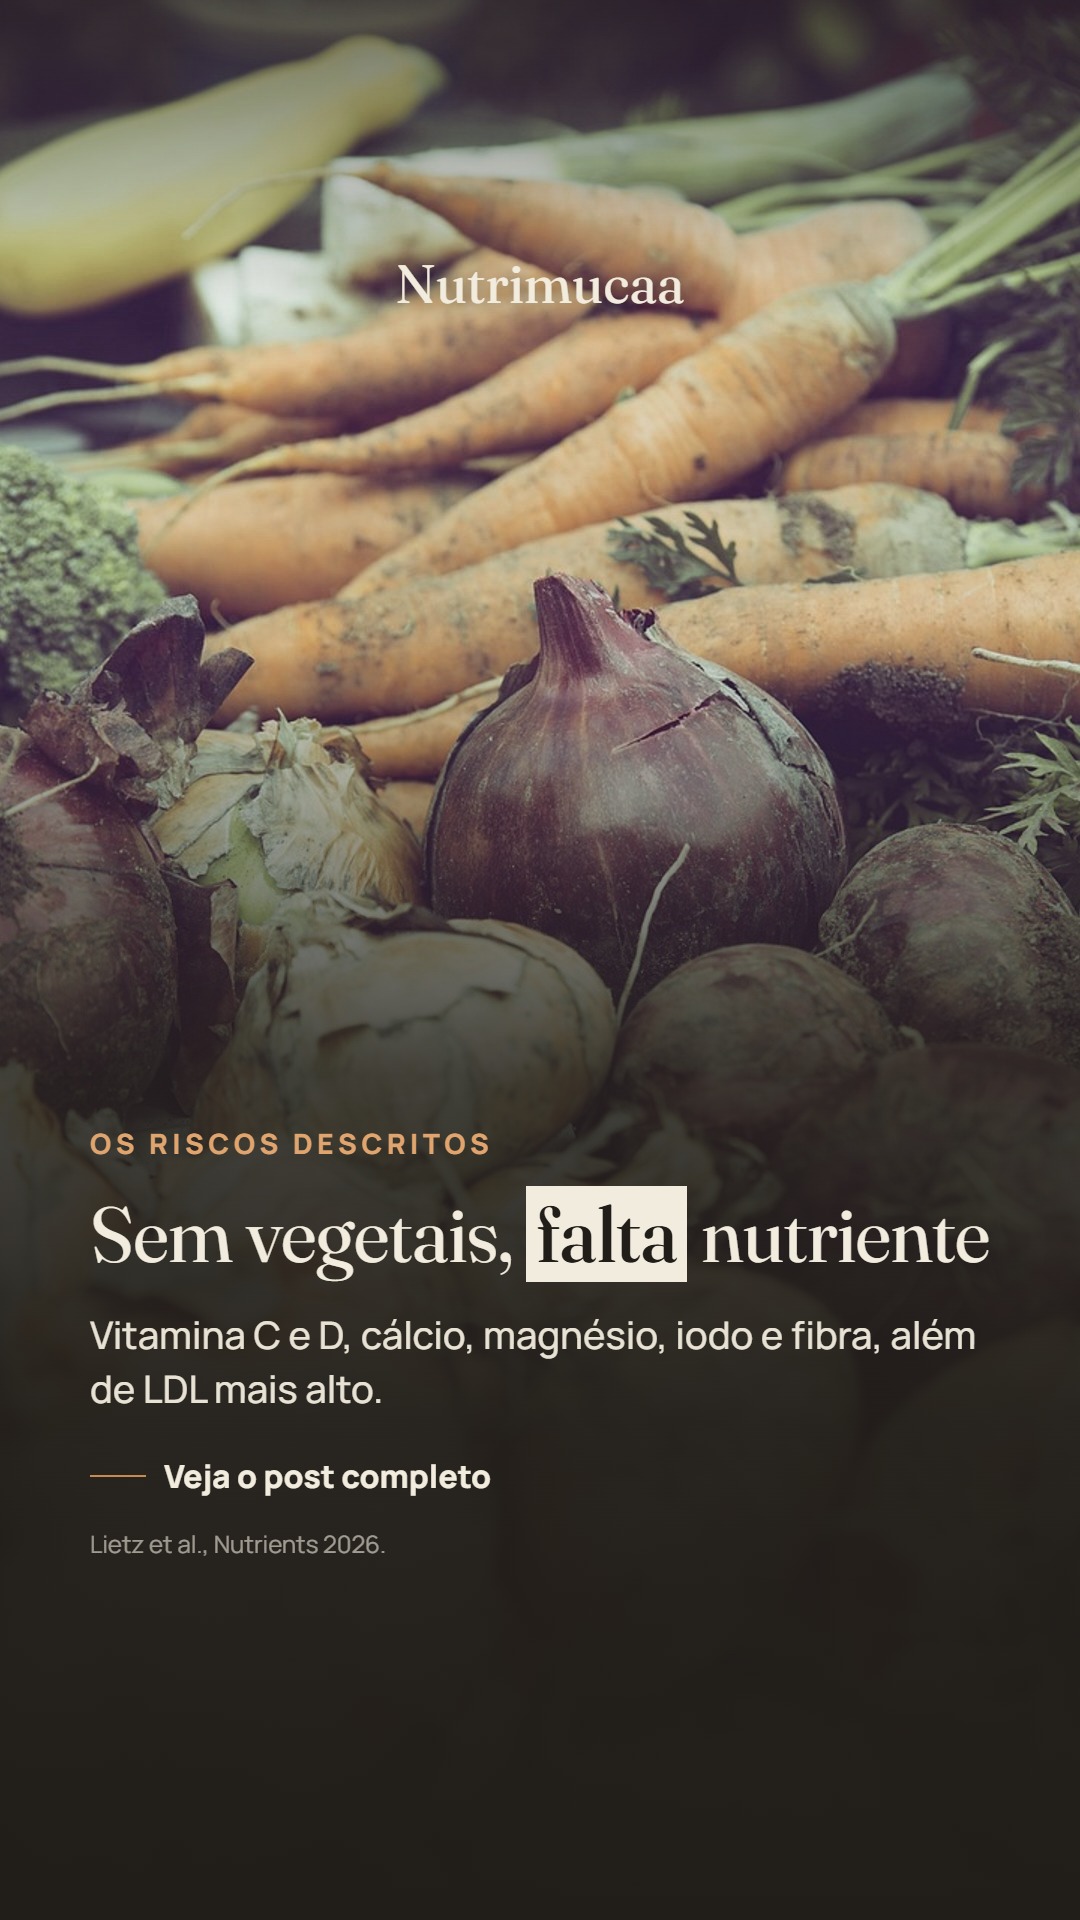 Nutrimucaa
OS RISCOS DESCRITOS
Sem vegetais, falta nutriente
Vitamina C e D, cálcio, magnésio, iodo e fibra, além
de LDL mais alto.
Veja o post completo
Lietz et al., Nutrients 2026.